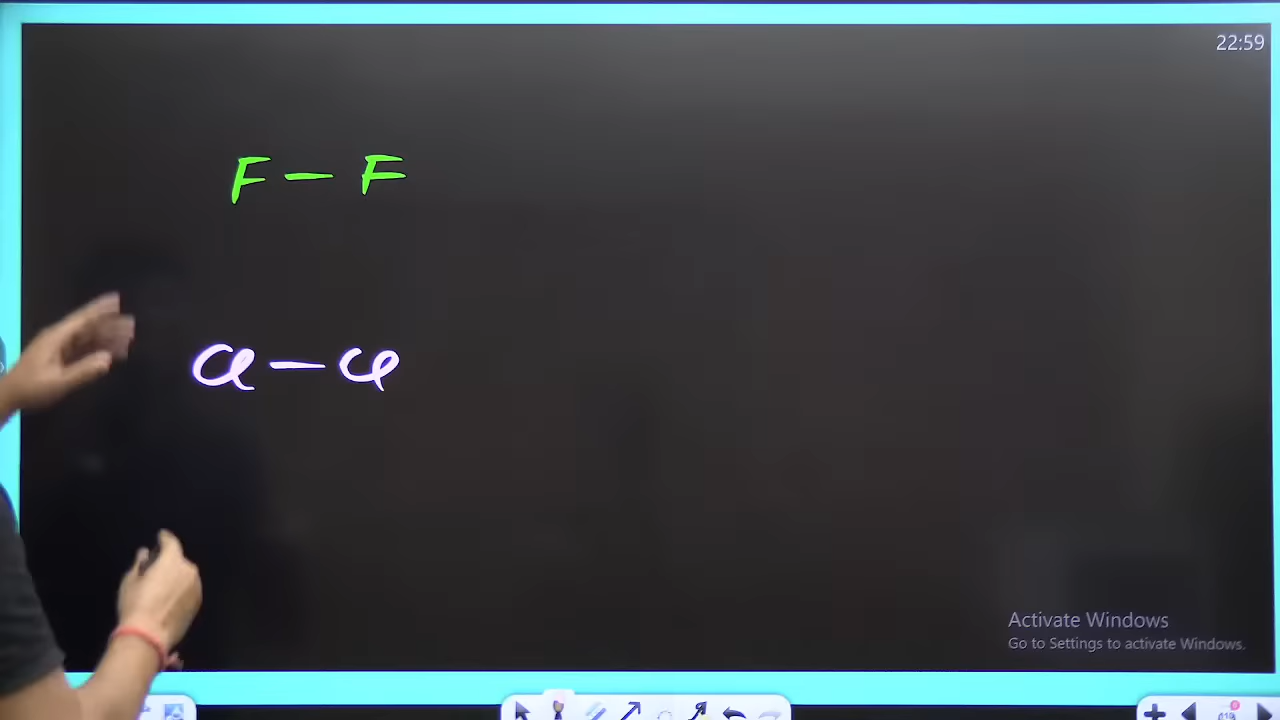 22:59
F – F
Cl – Cl
Activate Windows
Go to Settings to activate Windows.